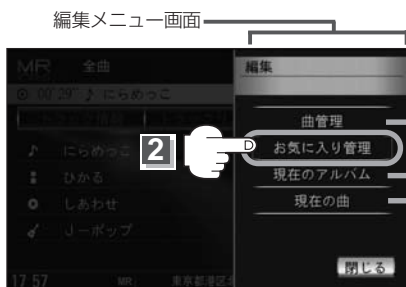 編集メニュー画面
MR 全曲
編集
00'29" ♪ にらめっこ
曲管理
2
♪ にらめっこ
お気に入り管理
ひかる
現在のアルバム
しあわせ
現在の曲
J－ポップ
閉じる
17:57 MR: 東京都港区